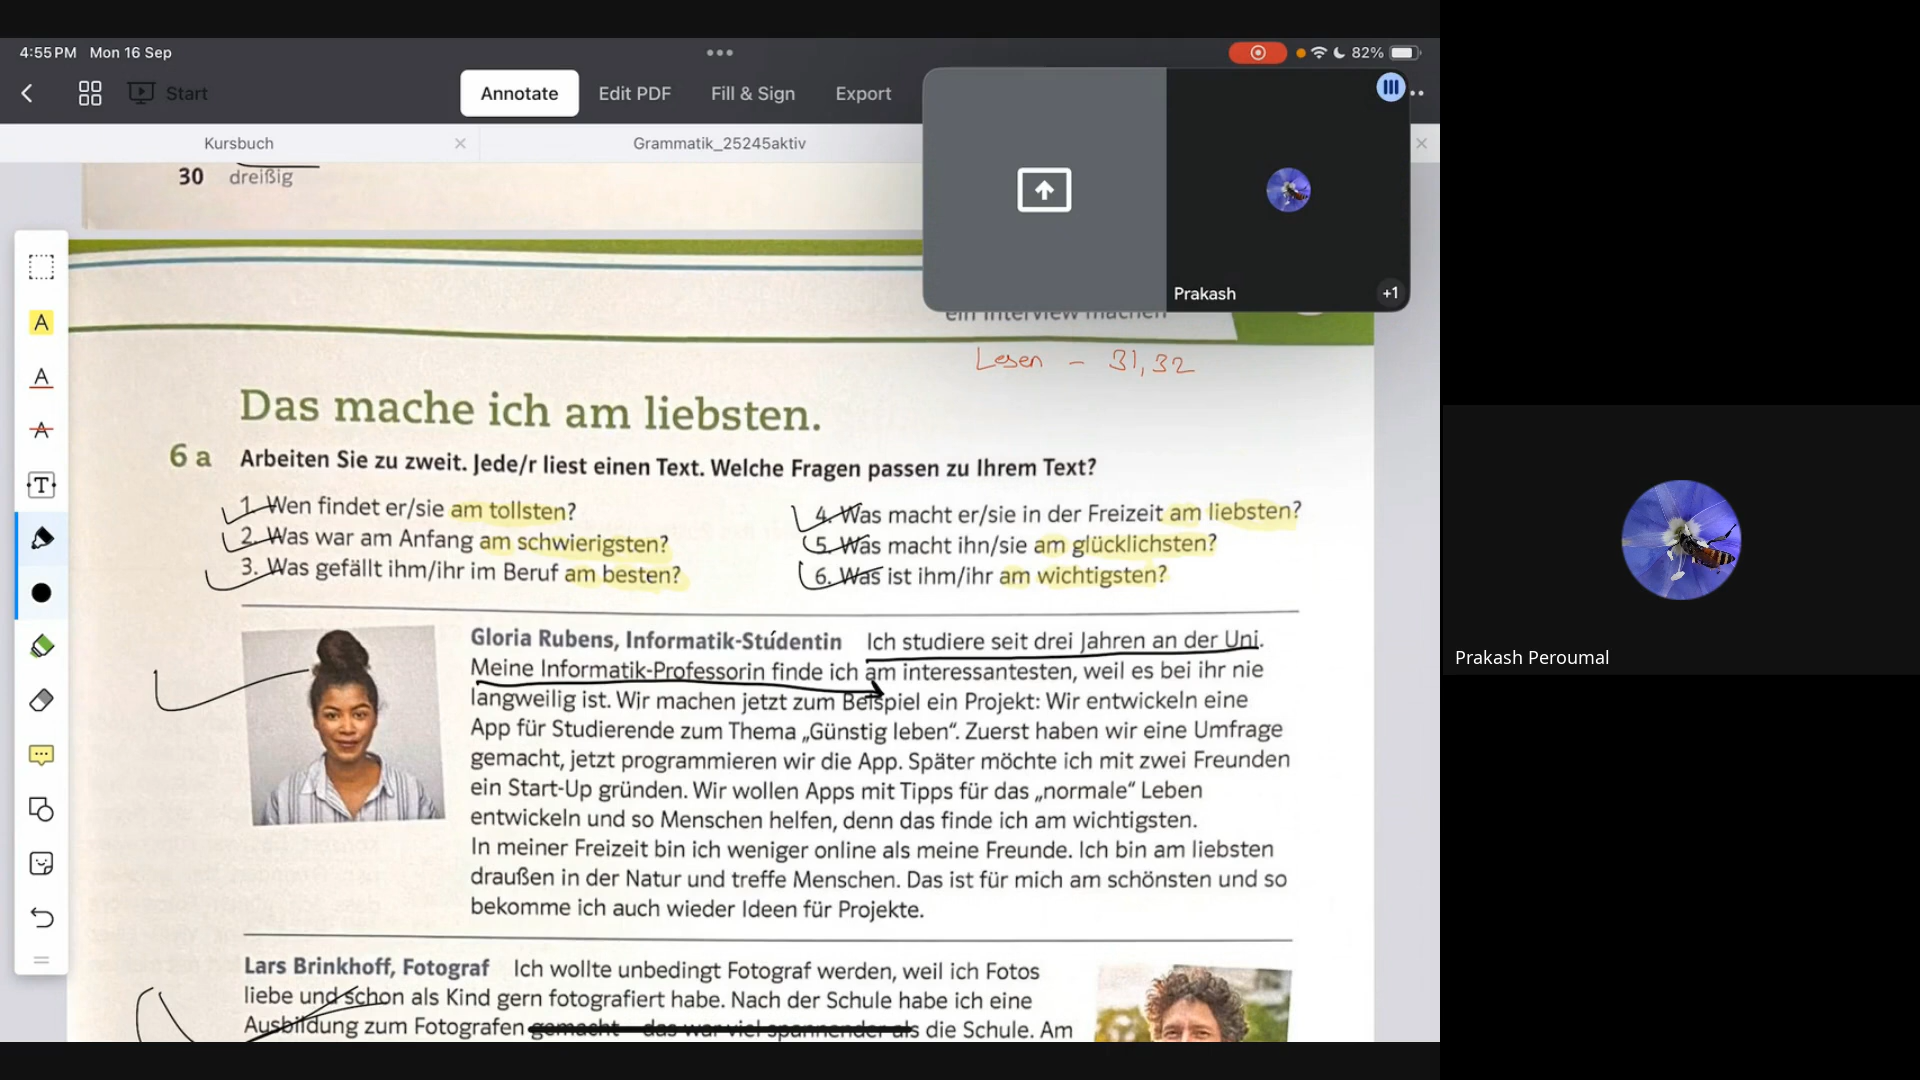 4:55 PM Mon 16 Sep
82%
Start
Annotate
Edit PDF
Fill & Sign
Export
Kursbuch
Grammatik_25245aktiv
Prakash
+1
30 dreißig
ein Interview machen
Lesen - 31,32
Das mache ich am liebsten.
6 a Arbeiten Sie zu zweit. Jede/r liest einen Text. Welche Fragen passen zu Ihrem Text?
1. Wen findet er/sie am tollsten?
2. Was war am Anfang am schwierigsten?
3. Was gefällt ihm/ihr im Beruf am besten?
4. Was macht er/sie in der Freizeit am liebsten?
5. Was macht ihn/sie am glücklichsten?
6. Was ist ihm/ihr am wichtigsten?
Gloria Rubens, Informatik-Studentin Ich studiere seit drei Jahren an der Uni.
Meine Informatik-Professorin finde ich am interessantesten, weil es bei ihr nie
langweilig ist. Wir machen jetzt zum Beispiel ein Projekt: Wir entwickeln eine
App für Studierende zum Thema „Günstig leben“. Zuerst haben wir eine Umfrage
gemacht, jetzt programmieren wir die App. Später möchte ich mit zwei Freunden
ein Start-Up gründen. Wir wollen Apps mit Tipps für das „normale“ Leben
entwickeln und so Menschen helfen, denn das finde ich am wichtigsten.
In meiner Freizeit bin ich weniger online als meine Freunde. Ich bin am liebsten
draußen in der Natur und treffe Menschen. Das ist für mich am schönsten und so
bekomme ich auch wieder Ideen für Projekte.
Lars Brinkhoff, Fotograf Ich wollte unbedingt Fotograf werden, weil ich Fotos
liebe und schon als Kind gern fotografiert habe. Nach der Schule habe ich eine
Ausbildung zum Fotografen gemacht – das war viel spannender als die Schule. Am
Prakash Peroumal